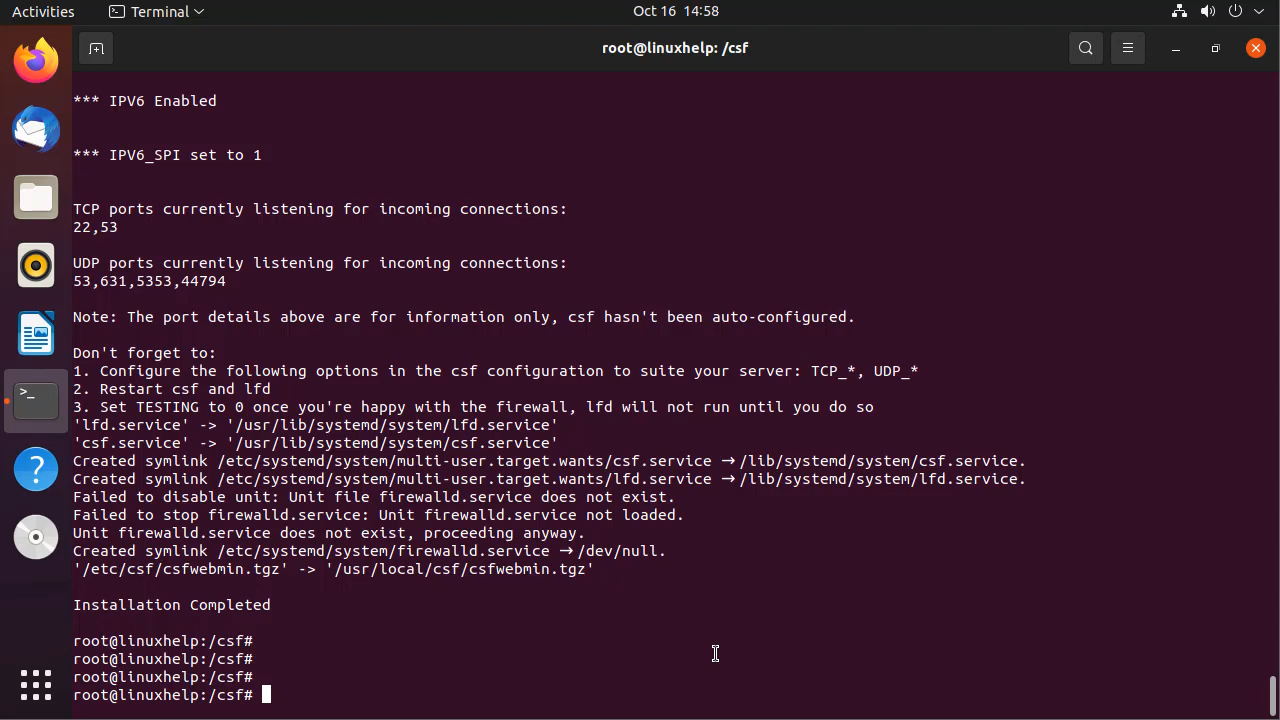 Activities
Terminal
Oct 16 14:58
root@linuxhelp: /csf
*** IPV6 Enabled
*** IPV6_SPI set to 1
TCP ports currently listening for incoming connections:
22,53
UDP ports currently listening for incoming connections:
53,631,5353,44794
Note: The port details above are for information only, csf hasn't been auto-configured.
Don't forget to:
1. Configure the following options in the csf configuration to suite your server: TCP_*, UDP_*
2. Restart csf and lfd
3. Set TESTING to 0 once you're happy with the firewall, lfd will not run until you do so
'lfd.service' -> '/usr/lib/systemd/system/lfd.service'
'csf.service' -> '/usr/lib/systemd/system/csf.service'
Created symlink /etc/systemd/system/multi-user.target.wants/csf.service → /lib/systemd/system/csf.service.
Created symlink /etc/systemd/system/multi-user.target.wants/lfd.service → /lib/systemd/system/lfd.service.
Failed to disable unit: Unit file firewalld.service does not exist.
Failed to stop firewalld.service: Unit firewalld.service not loaded.
Unit firewalld.service does not exist, proceeding anyway.
Created symlink /etc/systemd/system/firewalld.service → /dev/null.
'/etc/csf/csfwebmin.tgz' -> '/usr/local/csf/csfwebmin.tgz'
Installation Completed
root@linuxhelp:/csf#
root@linuxhelp:/csf#
root@linuxhelp:/csf#
root@linuxhelp:/csf#